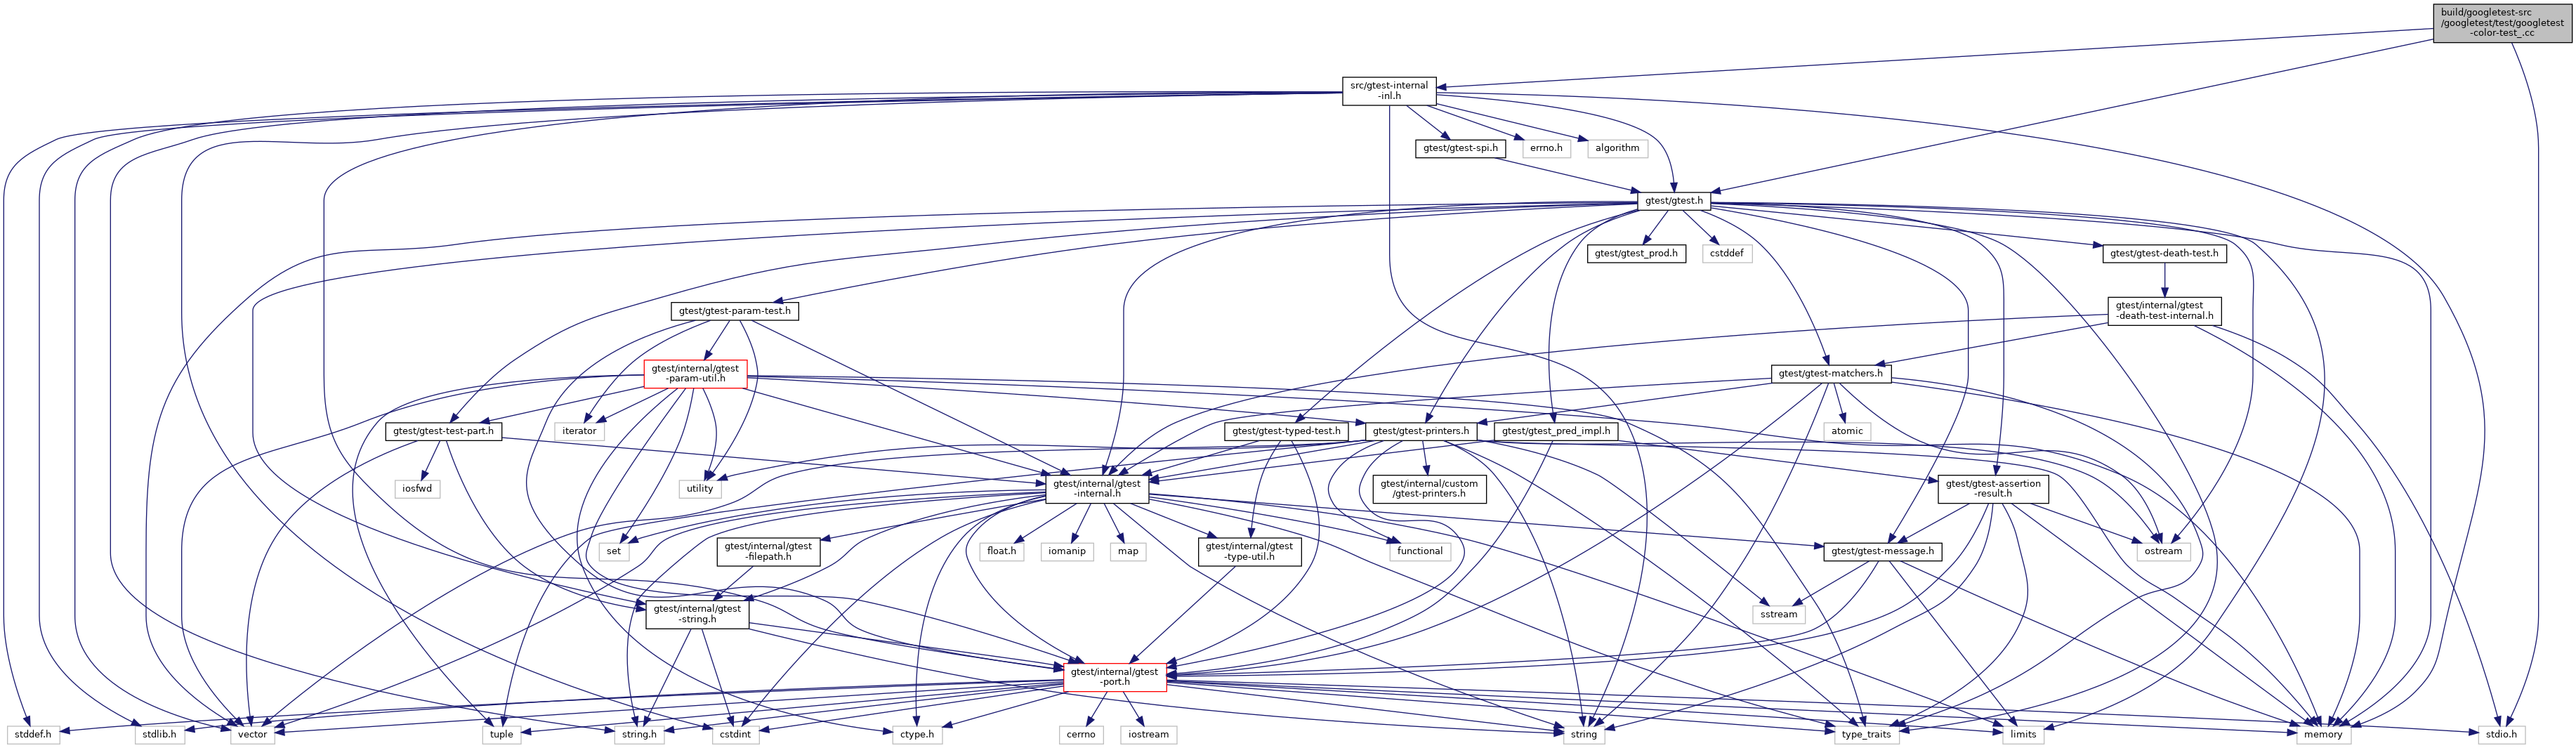 build/googletest-src
/googletest/test/googletest
-color-test_.cc
src/gtest-internal
-inl.h
gtest/gtest-spi.h
errno.h
algorithm
gtest/gtest.h
gtest/gtest_prod.h
cstddef
gtest/gtest-death-test.h
gtest/gtest-param-test.h
gtest/internal/gtest
-death-test-internal.h
gtest/internal/gtest
-param-util.h
gtest/gtest-matchers.h
gtest/gtest-test-part.h
iterator
gtest/gtest-typed-test.h
gtest/gtest-printers.h
gtest/gtest_pred_impl.h
atomic
iosfwd
utility
gtest/internal/gtest
-internal.h
gtest/internal/custom
/gtest-printers.h
gtest/gtest-assertion
-result.h
set
gtest/internal/gtest
-filepath.h
float.h
iomanip
map
gtest/internal/gtest
-type-util.h
functional
gtest/gtest-message.h
ostream
gtest/internal/gtest
-string.h
sstream
gtest/internal/gtest
-port.h
stddef.h
stdlib.h
vector
tuple
string.h
cstdint
ctype.h
cerrno
iostream
string
type_traits
limits
memory
stdio.h